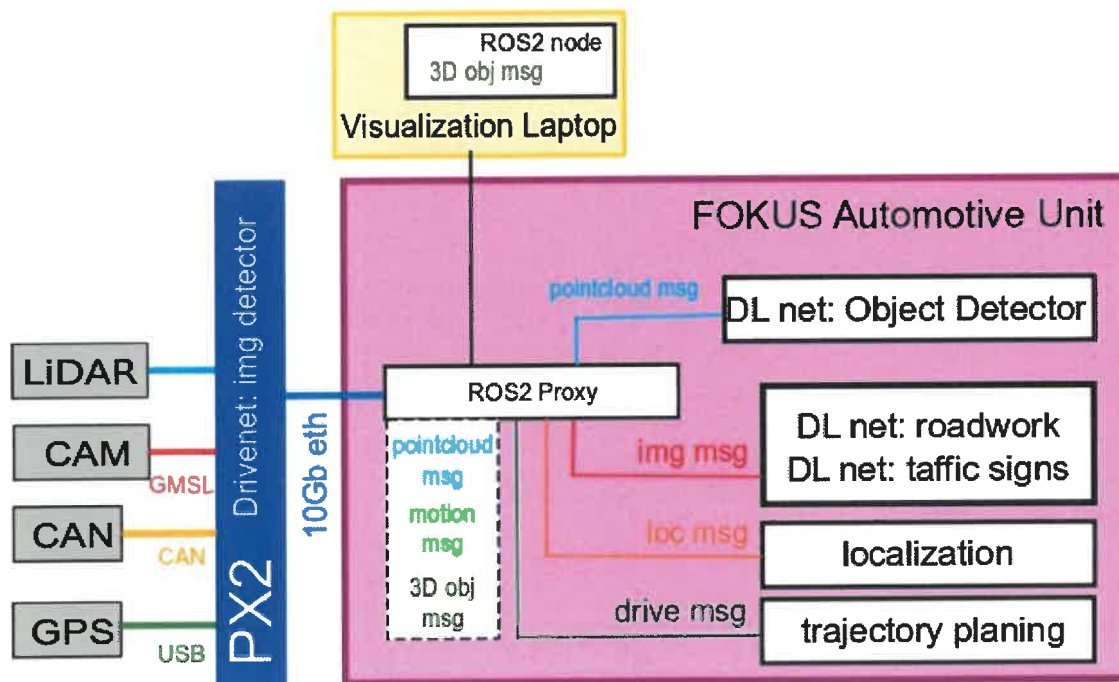 ROS2 node
3D obj msg
Visualization Laptop
FOKUS Automotive Unit
pointcloud msg
DL net: Object Detector
LiDAR
ROS2 Proxy
CAM
GMSL
CAN
CAN
GPS
USB
PX2
Drivenet: img detector
10Gb eth
pointcloud
msg
motion
msg
3D obj
msg
img msg
DL net: roadwork
DL net: taffic signs
loc msg
localization
drive msg
trajectory planing